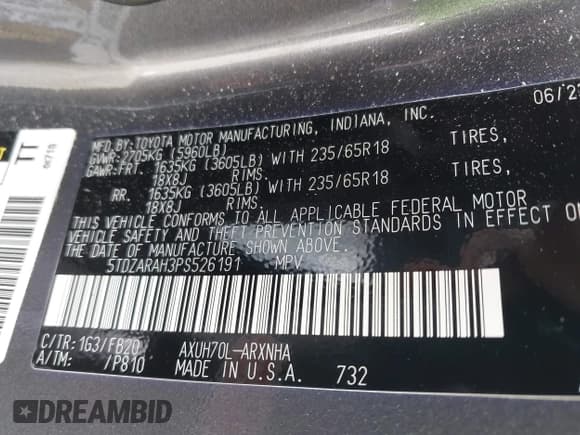 06/2
MFD.BY:TOYOTA MOTOR MANUFACTURING, INDIANA, INC.
GVWR:2705KG (5960LB)
GAWR:FRT. 1635KG (3605LB) WITH 235/65R18 TIRES,
18X8J RIMS.
RR. 1635KG (3605LB) WITH 235/65R18 TIRES,
18X8J RIMS.
THIS VEHICLE CONFORMS TO ALL APPLICABLE FEDERAL MOTOR
VEHICLE SAFETY AND THEFT PREVENTION STANDARDS IN EFFECT ON
THE DATE OF MANUFACTURE SHOWN ABOVE.
5TDZARAH3PS526191 MPV
C/TR:1G3/FB20 AXUH70L-ARXNHA
A/TM: /P810 MADE IN U.S.A. 732
TT
DREAMBID